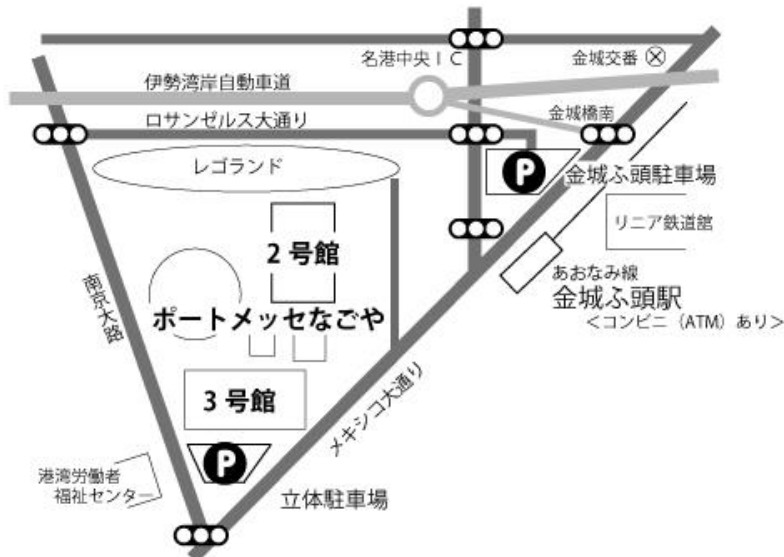 名港中央IC
金城交番
伊勢湾岸自動車道
金城橋南
ロサンゼルス大通り
レゴランド
P
金城ふ頭駐車場
リニア鉄道館
2号館
あおなみ線
金城ふ頭駅
<コンビニ（ATM）あり>
南京大路
ポートメッセなごや
メキシコ大通り
3号館
P
港湾労働者
福祉センター
立体駐車場